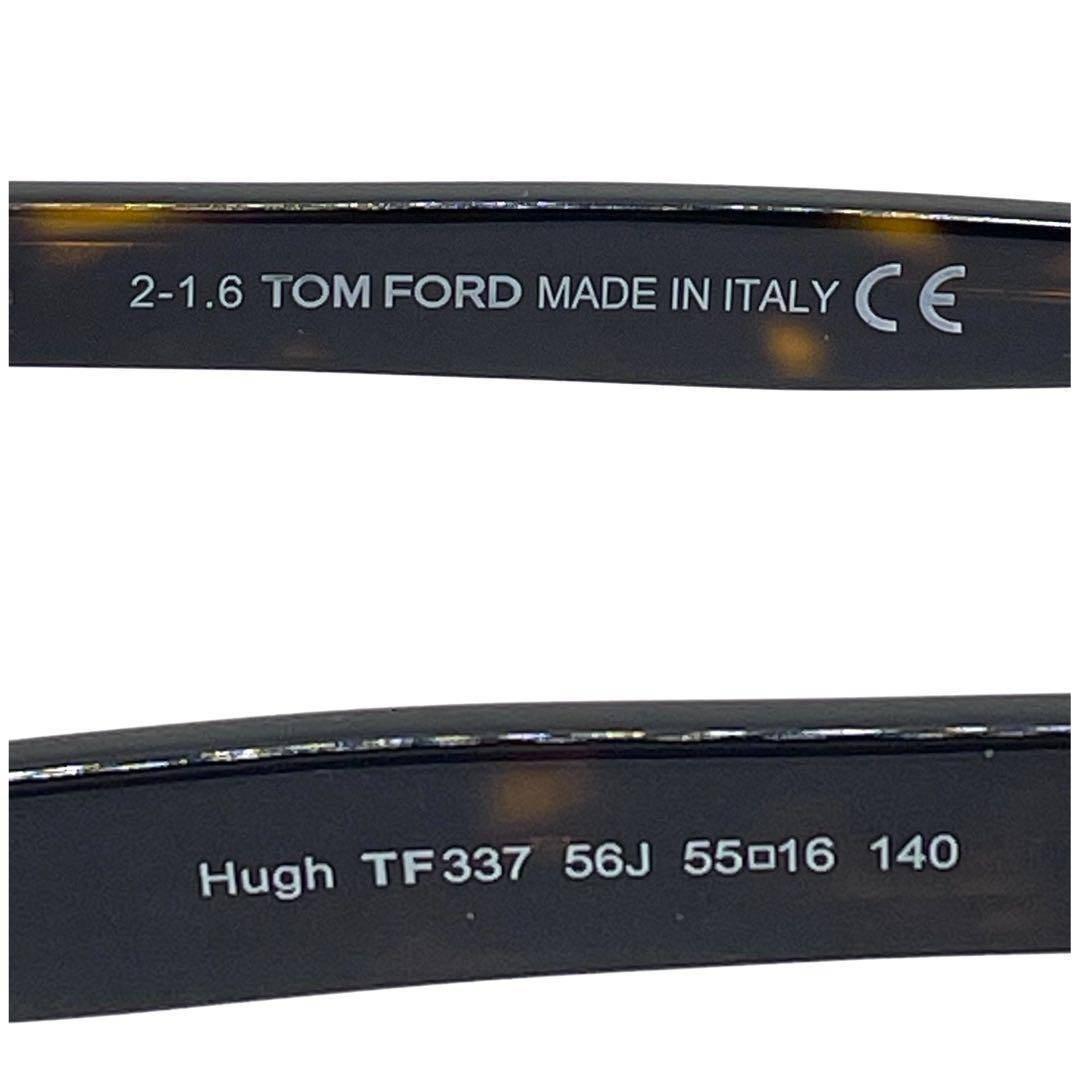 2-1.6 TOM FORD MADE IN ITALY CE
Hugh TF337 56J 55□16 140